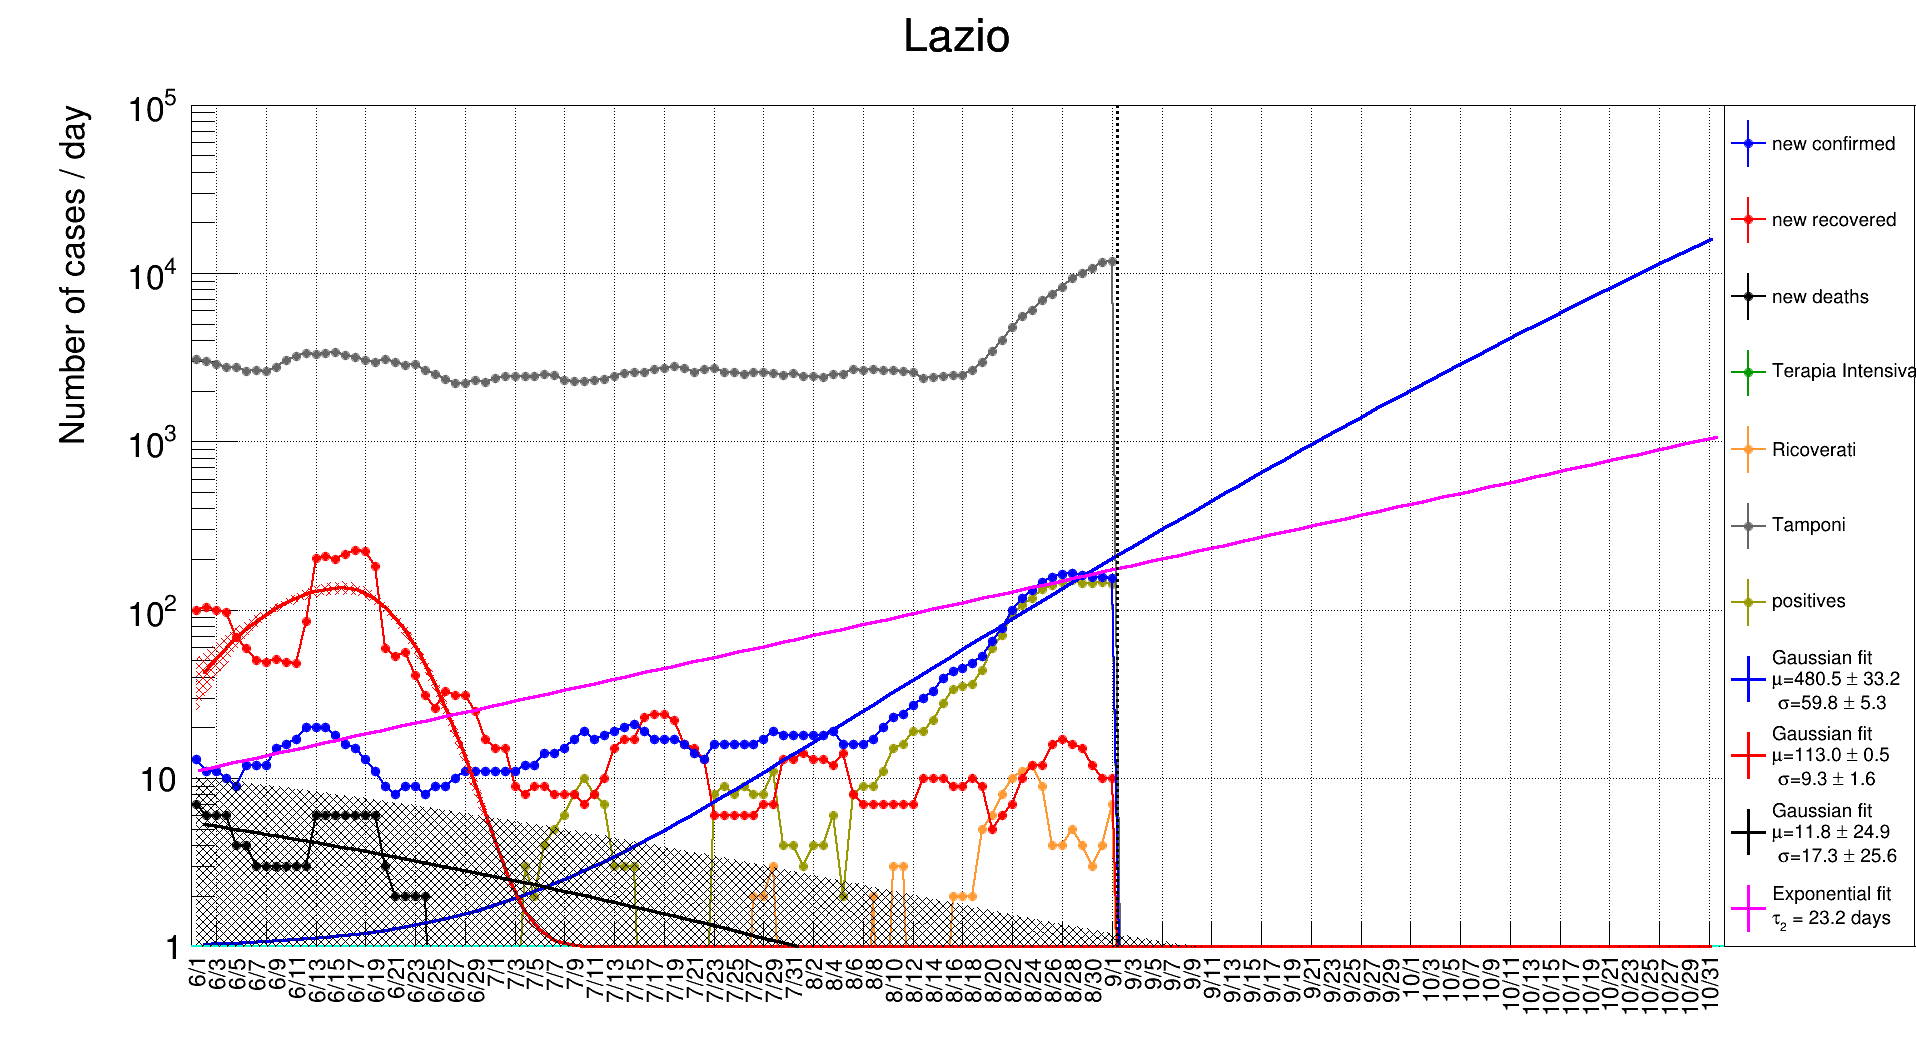 Lazio
Number of cases / day
10^5
10^4
10^3
10^2
10
1
6/1 6/3 6/5 6/7 6/9 6/11 6/13 6/15 6/17 6/19 6/21 6/23 6/25 6/27 6/29 7/1 7/3 7/5 7/7 7/9 7/11 7/13 7/15 7/17 7/19 7/21 7/23 7/25 7/27 7/29 7/31 8/2 8/4 8/6 8/8 8/10 8/12 8/14 8/16 8/18 8/20 8/22 8/24 8/26 8/28 8/30 9/1 9/3 9/5 9/7 9/9 9/11 9/13 9/15 9/17 9/19 9/21 9/23 9/25 9/27 9/29 10/1 10/3 10/5 10/7 10/9 10/11 10/13 10/15 10/17 10/19 10/21 10/23 10/25 10/27 10/29 10/31
new confirmed
new recovered
new deaths
Terapia Intensiva
Ricoverati
Tamponi
positives
Gaussian fit
μ=480.5 ± 33.2
σ=59.8 ± 5.3
Gaussian fit
μ=113.0 ± 0.5
σ=9.3 ± 1.6
Gaussian fit
μ=11.8 ± 24.9
σ=17.3 ± 25.6
Exponential fit
τ₂ = 23.2 days